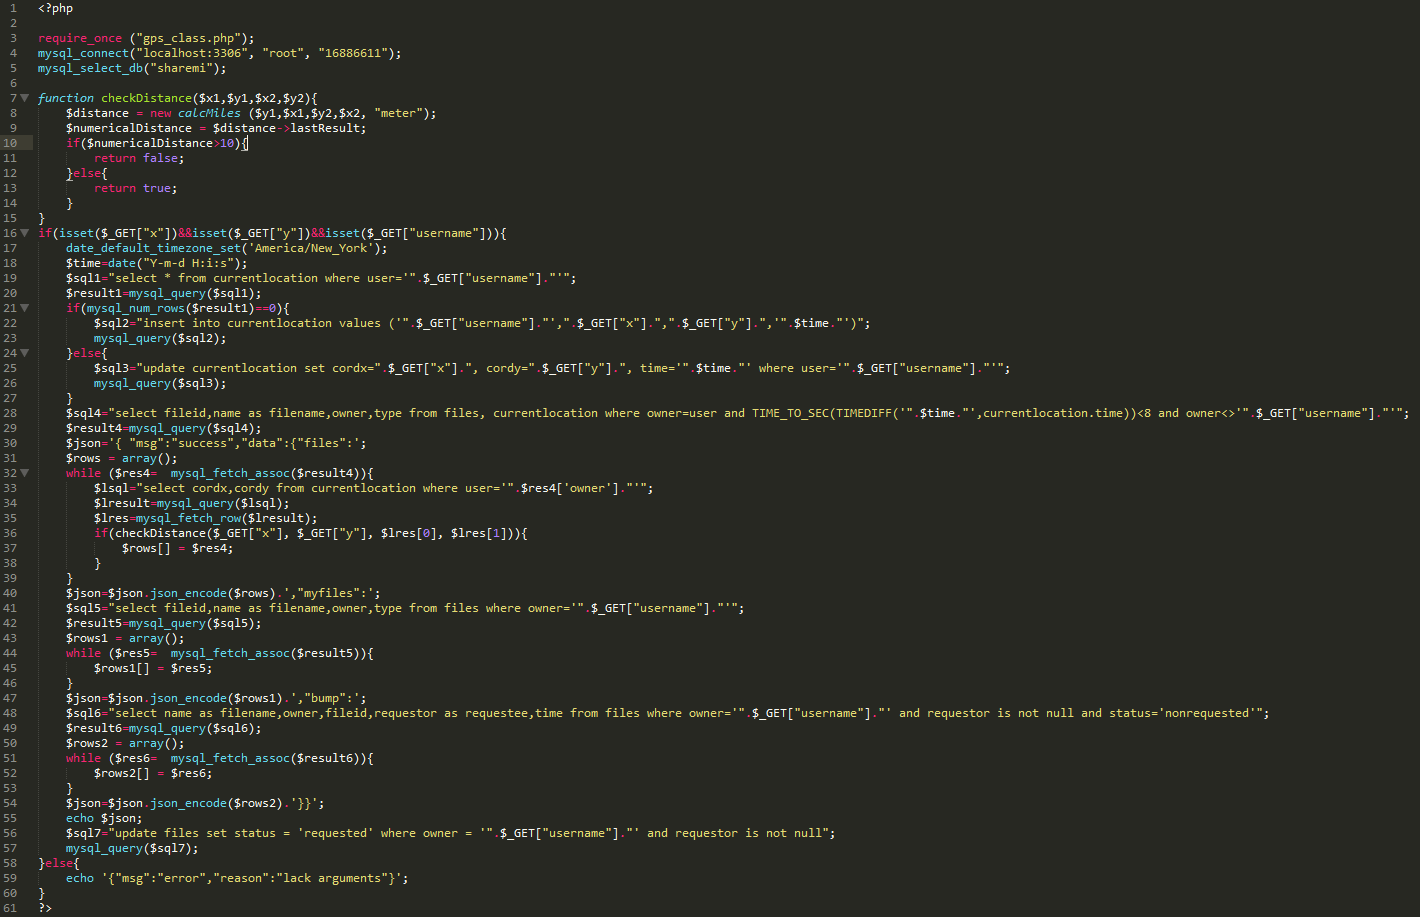 1 <?php
2
3 require_once ("gps_class.php");
4 mysql_connect("localhost:3306", "root", "16886611");
5 mysql_select_db("sharemi");
6
7 function checkDistance($x1,$y1,$x2,$y2){
8     $distance = new calcMiles ($y1,$x1,$y2,$x2, "meter");
9     $numericalDistance = $distance->lastResult;
10     if($numericalDistance>10){
11         return false;
12     }else{
13         return true;
14     }
15 }
16 if(isset($_GET["x"])&&isset($_GET["y"])&&isset($_GET["username"])){
17     date_default_timezone_set('America/New_York');
18     $time=date("Y-m-d H:i:s");
19     $sql1="select * from currentlocation where user='".$_GET["username"]."'";
20     $result1=mysql_query($sql1);
21     if(mysql_num_rows($result1)==0){
22         $sql2="insert into currentlocation values ('".$_GET["username"]."',".$_GET["x"].",".$_GET["y"].",'".$time."')";
23         mysql_query($sql2);
24     }else{
25         $sql3="update currentlocation set cordx=".$_GET["x"].", cordy=".$_GET["y"].", time='".$time."' where user='".$_GET["username"]."'";
26         mysql_query($sql3);
27     }
28     $sql4="select fileid,name as filename,owner,type from files, currentlocation where owner=user and TIME_TO_SEC(TIMEDIFF('".$time."',currentlocation.time))<8 and owner<>'".$_GET["username"]."'";
29     $result4=mysql_query($sql4);
30     $json='{ "msg":"success","data":{"files":';
31     $rows = array();
32     while ($res4=  mysql_fetch_assoc($result4)){
33         $lsql="select cordx,cordy from currentlocation where user='".$res4['owner']."'";
34         $lresult=mysql_query($lsql);
35         $lres=mysql_fetch_row($lresult);
36         if(checkDistance($_GET["x"], $_GET["y"], $lres[0], $lres[1])){
37             $rows[] = $res4;
38         }
39     }
40     $json=$json.json_encode($rows).',"myfiles":';
41     $sql5="select fileid,name as filename,owner,type from files where owner='".$_GET["username"]."'";
42     $result5=mysql_query($sql5);
43     $rows1 = array();
44     while ($res5=  mysql_fetch_assoc($result5)){
45         $rows1[] = $res5;
46     }
47     $json=$json.json_encode($rows1).',"bump":';
48     $sql6="select name as filename,owner,fileid,requestor as requestee,time from files where owner='".$_GET["username"]."' and requestor is not null and status='nonrequested'";
49     $result6=mysql_query($sql6);
50     $rows2 = array();
51     while ($res6=  mysql_fetch_assoc($result6)){
52         $rows2[] = $res6;
53     }
54     $json=$json.json_encode($rows2).'}}';
55     echo $json;
56     $sql7="update files set status = 'requested' where owner = '".$_GET["username"]."' and requestor is not null";
57     mysql_query($sql7);
58 }else{
59     echo '{"msg":"error","reason":"lack arguments"}';
60 }
61 ?>